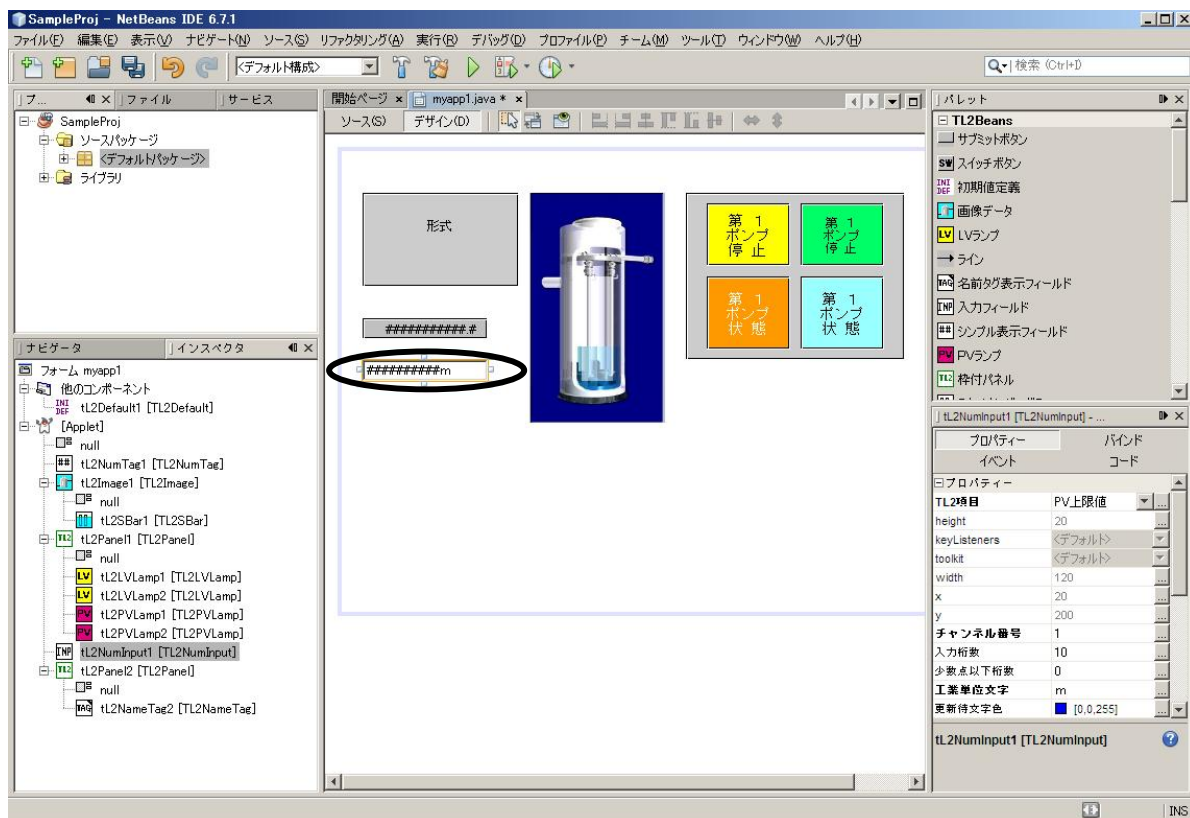 SampleProj - NetBeans IDE 6.7.1
ファイル(F) 編集(E) 表示(V) ナビゲート(N) ソース(S) リファクタリング(A) 実行(R) デバッグ(D) プロファイル(P) チーム(M) ツール(T) ウィンドウ(W) ヘルプ(H)
<デフォルト構成>
検索 (Ctrl+I)
プ...
ファイル
サービス
SampleProj
ソースパッケージ
<デフォルトパッケージ>
ライブラリ
ナビゲータ
インスペクタ
フォーム myapp1
他のコンポーネント
INI DEF tL2Default1 [TL2Default]
[Applet]
null
## tL2NumTag1 [TL2NumTag]
tL2Image1 [TL2Image]
null
tL2SBar1 [TL2SBar]
TL2 tL2Panel1 [TL2Panel]
null
LV tL2LVLamp1 [TL2LVLamp]
LV tL2LVLamp2 [TL2LVLamp]
PV tL2PVLamp1 [TL2PVLamp]
PV tL2PVLamp2 [TL2PVLamp]
INP tL2NumInput1 [TL2NumInput]
TL2 tL2Panel2 [TL2Panel]
null
TAG tL2NameTag2 [TL2NameTag]
開始ページ
myapp1.java *
ソース(S)
デザイン(D)
形式
###########.#
##########m
第 1
ポンプ
停 止
第 1
ポンプ
停 止
第 1
ポンプ
状 態
第 1
ポンプ
状 態
パレット
TL2Beans
サブミットボタン
SW スイッチボタン
INI DEF 初期値定義
画像データ
LV LVランプ
ライン
TAG 名前タグ表示フィールド
INP 入力フィールド
## シンプル表示フィールド
PV PVランプ
TL2 枠付パネル
tL2NumInput1 [TL2NumInput] - ...
プロパティー
バインド
イベント
コード
プロパティー
TL2項目 PV上限値
height 20
keyListeners <デフォルト>
toolkit <デフォルト>
width 120
x 20
y 200
チャンネル番号 1
入力桁数 10
少数点以下桁数 0
工業単位文字 m
更新待文字色 [0,0,255]
tL2NumInput1 [TL2NumInput]
INS